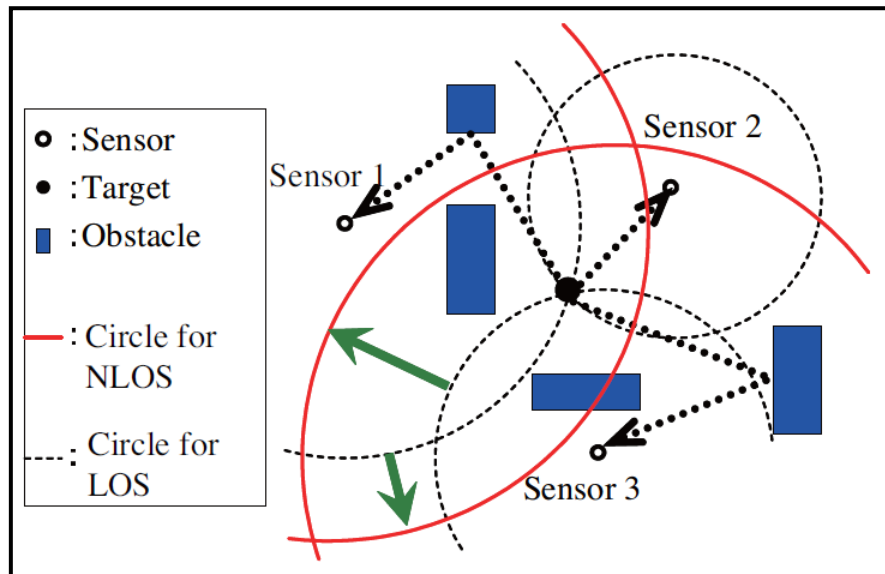 : Sensor
: Target
: Obstacle
: Circle for
NLOS
: Circle for
LOS
Sensor 1
Sensor 2
Sensor 3